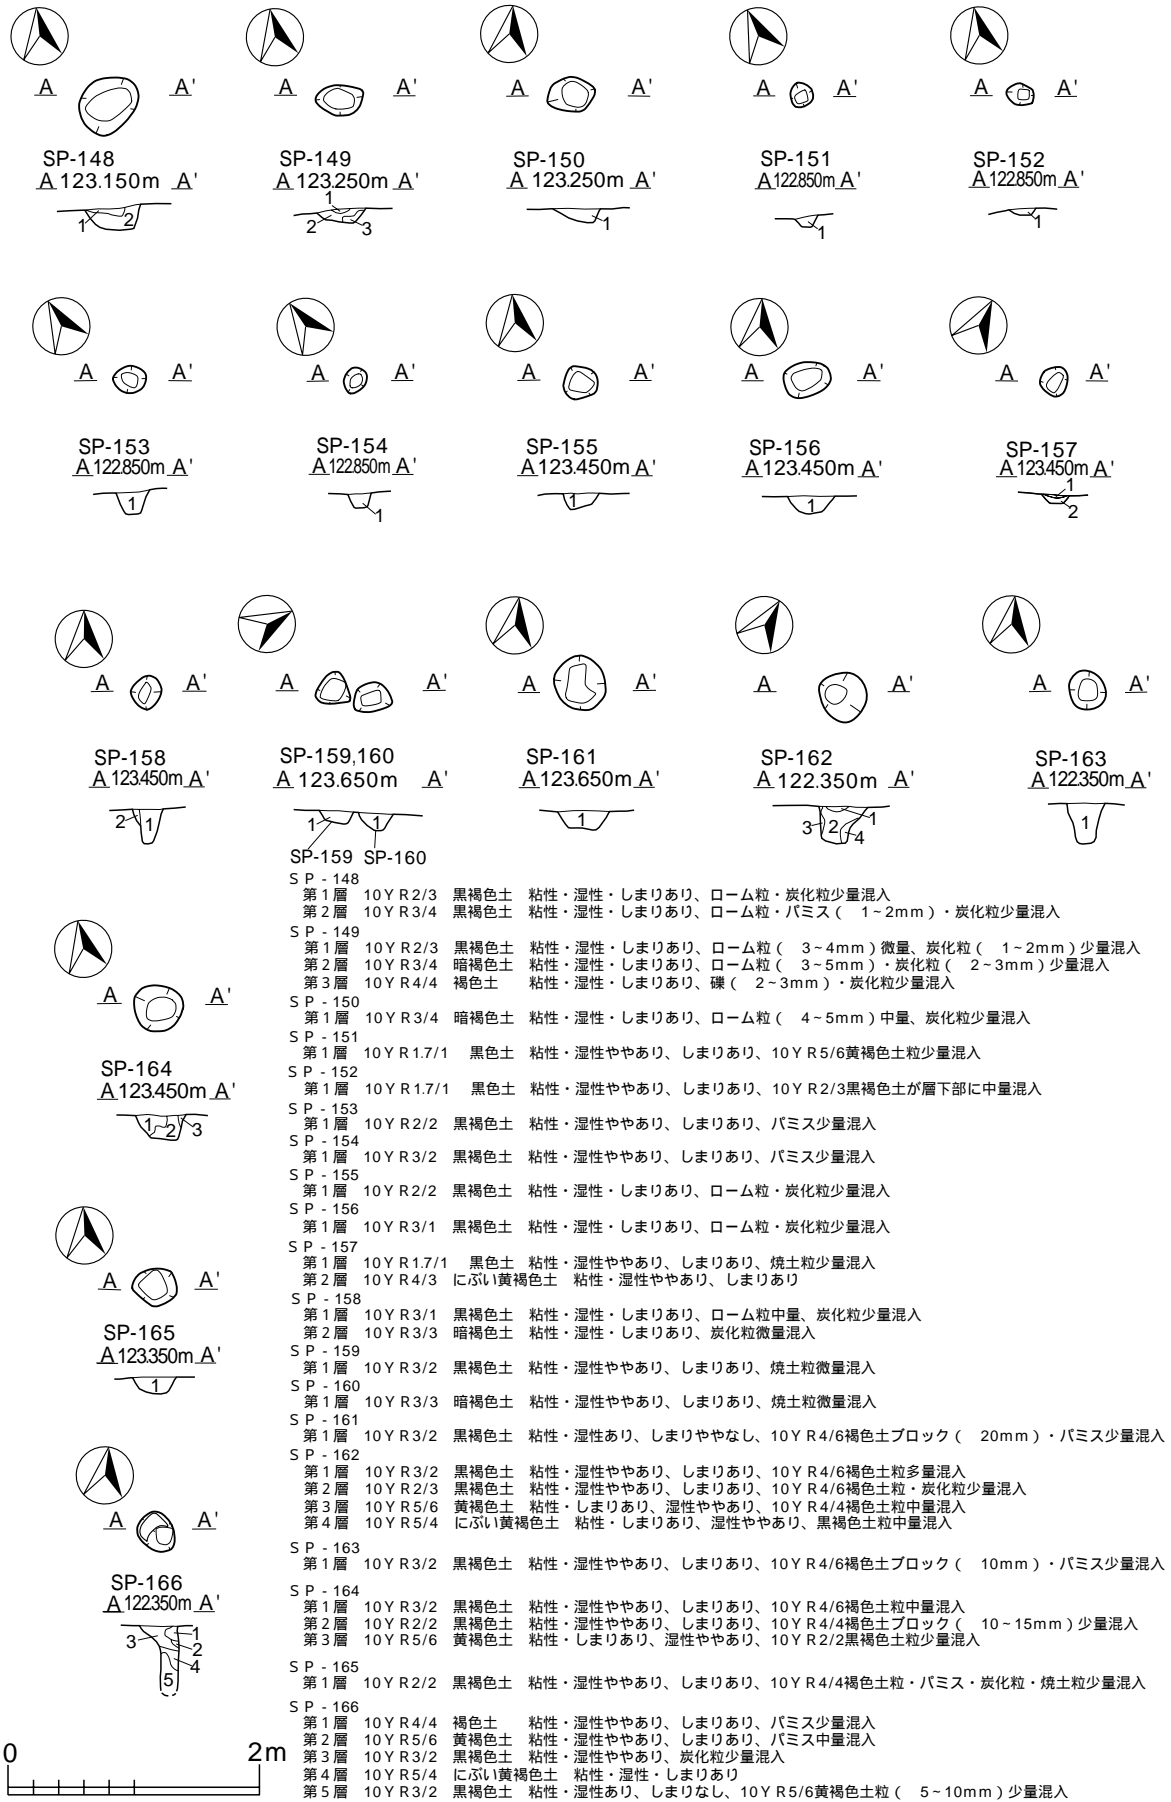 A A'
SP-148
A 123.150m A'
1 2
A A'
SP-149
A 123.250m A'
1
2 3
A A'
SP-150
A 123.250m A'
1
A A'
SP-151
A 122.850m A'
1
A A'
SP-152
A 122.850m A'
1
A A'
SP-153
A 122.850m A'
1
A A'
SP-154
A 122.850m A'
1
A A'
SP-155
A 123.450m A'
1
A A'
SP-156
A 123.450m A'
1
A A'
SP-157
A 123.450m A'
1
2
A A'
SP-158
A 123.450m A'
2 1
A A'
SP-159,160
A 123.650m A'
1 1
SP-159 SP-160
A A'
SP-161
A 123.650m A'
1
A A'
SP-162
A 122.350m A'
3 2 1
4
A A'
SP-163
A 122.350m A'
1
A A'
SP-164
A 123.450m A'
1 2 3
A A'
SP-165
A 123.350m A'
1
A A'
SP-166
A 122.350m A'
3 1
2
4
5
0 2m
SP-148
第1層 10YR2/3 黒褐色土 粘性・湿性・しまりあり、ローム粒・炭化粒少量混入
第2層 10YR3/4 黒褐色土 粘性・湿性・しまりあり、ローム粒・パミス( 1~2mm)・炭化粒少量混入
SP-149
第1層 10YR2/3 黒褐色土 粘性・湿性・しまりあり、ローム粒( 3~4mm)微量、炭化粒( 1~2mm)少量混入
第2層 10YR3/4 暗褐色土 粘性・湿性・しまりあり、ローム粒( 3~5mm)・炭化粒( 2~3mm)少量混入
第3層 10YR4/4 褐色土 粘性・湿性・しまりあり、礫( 2~3mm)・炭化粒少量混入
SP-150
第1層 10YR3/4 暗褐色土 粘性・湿性・しまりあり、ローム粒( 4~5mm)中量、炭化粒少量混入
SP-151
第1層 10YR1.7/1 黒色土 粘性・湿性ややあり、しまりあり、10YR5/6黄褐色土粒少量混入
SP-152
第1層 10YR1.7/1 黒色土 粘性・湿性ややあり、しまりあり、10YR2/3黒褐色土が層下部に中量混入
SP-153
第1層 10YR2/2 黒褐色土 粘性・湿性ややあり、しまりあり、パミス少量混入
SP-154
第1層 10YR3/2 黒褐色土 粘性・湿性ややあり、しまりあり、パミス少量混入
SP-155
第1層 10YR2/2 黒褐色土 粘性・湿性・しまりあり、ローム粒・炭化粒少量混入
SP-156
第1層 10YR3/1 黒褐色土 粘性・湿性・しまりあり、ローム粒・炭化粒少量混入
SP-157
第1層 10YR1.7/1 黒色土 粘性・湿性ややあり、しまりあり、焼土粒少量混入
第2層 10YR4/3 にぶい黄褐色土 粘性・湿性ややあり、しまりあり
SP-158
第1層 10YR3/1 黒褐色土 粘性・湿性・しまりあり、ローム粒中量、炭化粒少量混入
第2層 10YR3/3 暗褐色土 粘性・湿性・しまりあり、炭化粒微量混入
SP-159
第1層 10YR3/2 黒褐色土 粘性・湿性ややあり、しまりあり、焼土粒微量混入
SP-160
第1層 10YR3/3 暗褐色土 粘性・湿性ややあり、しまりあり、焼土粒微量混入
SP-161
第1層 10YR3/2 黒褐色土 粘性・湿性あり、しまりややなし、10YR4/6褐色土ブロック( 20mm)・パミス少量混入
SP-162
第1層 10YR3/2 黒褐色土 粘性・湿性ややあり、しまりあり、10YR4/6褐色土粒多量混入
第2層 10YR2/3 黒褐色土 粘性・湿性ややあり、しまりあり、10YR4/6褐色土粒・炭化粒少量混入
第3層 10YR5/6 黄褐色土 粘性・しまりあり、湿性ややあり、10YR4/4褐色土粒中量混入
第4層 10YR5/4 にぶい黄褐色土 粘性・しまりあり、湿性ややあり、黒褐色土粒中量混入
SP-163
第1層 10YR3/2 黒褐色土 粘性・湿性ややあり、しまりあり、10YR4/6褐色土ブロック( 10mm)・パミス少量混入
SP-164
第1層 10YR3/2 黒褐色土 粘性・湿性ややあり、しまりあり、10YR4/6褐色土粒中量混入
第2層 10YR2/2 黒褐色土 粘性・湿性ややあり、しまりあり、10YR4/4褐色土ブロック( 10~15mm)少量混入
第3層 10YR5/6 黄褐色土 粘性・しまりあり、湿性ややあり、10YR2/2黒褐色土粒少量混入
SP-165
第1層 10YR2/2 黒褐色土 粘性・湿性ややあり、しまりあり、10YR4/4褐色土粒・パミス・炭化粒・焼土粒少量混入
SP-166
第1層 10YR4/4 褐色土 粘性・湿性ややあり、しまりあり、パミス少量混入
第2層 10YR5/6 黄褐色土 粘性・湿性ややあり、しまりあり、パミス中量混入
第3層 10YR3/2 黒褐色土 粘性・湿性ややあり、炭化粒少量混入
第4層 10YR5/4 にぶい黄褐色土 粘性・湿性・しまりあり
第5層 10YR3/2 黒褐色土 粘性・湿性あり、しまりなし、10YR5/6黄褐色土粒( 5~10mm)少量混入